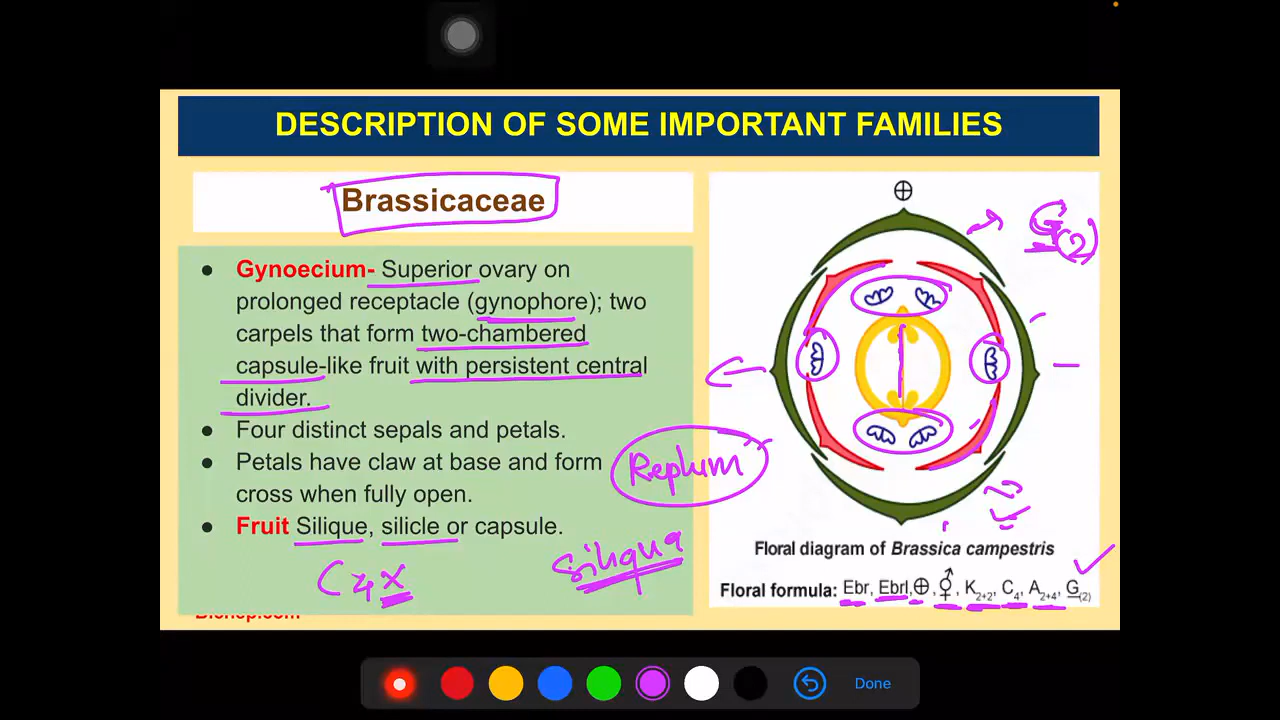 DESCRIPTION OF SOME IMPORTANT FAMILIES
Brassicaceae
● Gynoecium- Superior ovary on
prolonged receptacle (gynophore); two
carpels that form two-chambered
capsule-like fruit with persistent central
divider.
● Four distinct sepals and petals.
● Petals have claw at base and form
cross when fully open.
● Fruit Silique, silicle or capsule.
C4x
siliqua
Replum
⊕
G(2)
Floral diagram of Brassica campestris
Floral formula: Ebr, Ebrl,⊕,⚥, K2+2, C4, A2+4, G(2)
Done